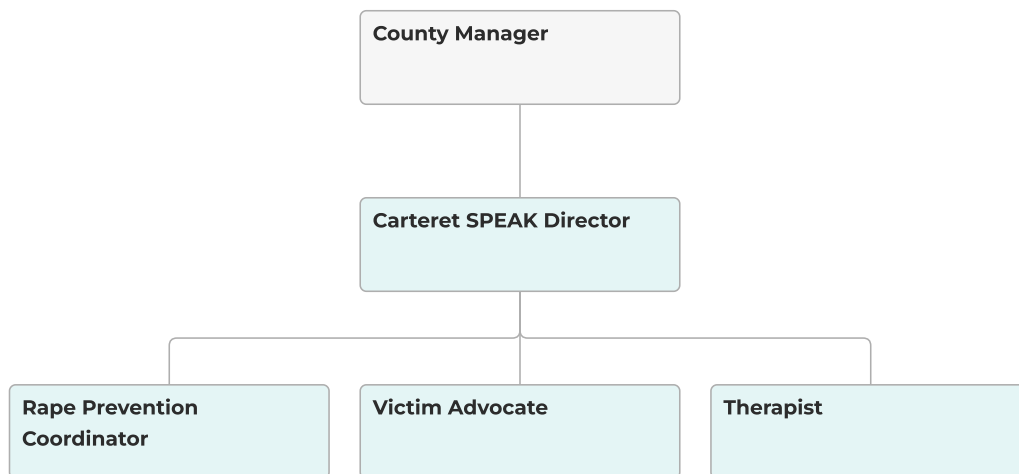 County Manager
Carteret SPEAK Director
Rape Prevention
Coordinator
Victim Advocate
Therapist